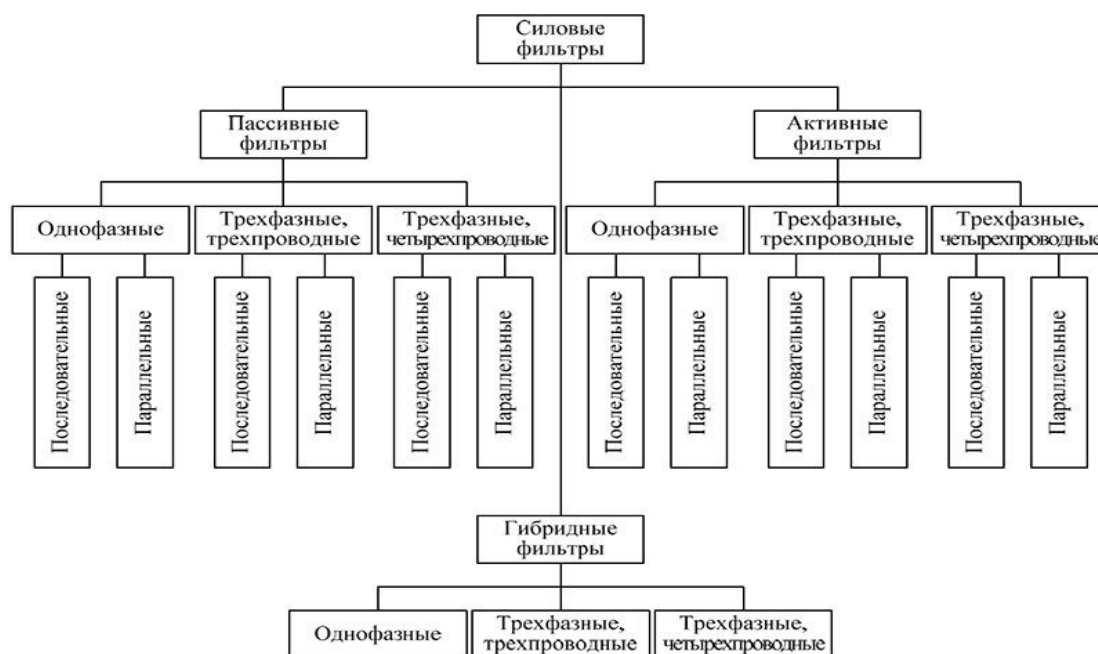 Силовые
фильтры
Пассивные
фильтры
Активные
фильтры
Однофазные
Трехфазные,
трехпроводные
Трехфазные,
четырехпроводные
Однофазные
Трехфазные,
трехпроводные
Трехфазные,
четырехпроводные
Последовательные
Параллельные
Последовательные
Параллельные
Последовательные
Параллельные
Последовательные
Параллельные
Последовательные
Параллельные
Последовательные
Параллельные
Гибридные
фильтры
Однофазные
Трехфазные,
трехпроводные
Трехфазные,
четырехпроводные